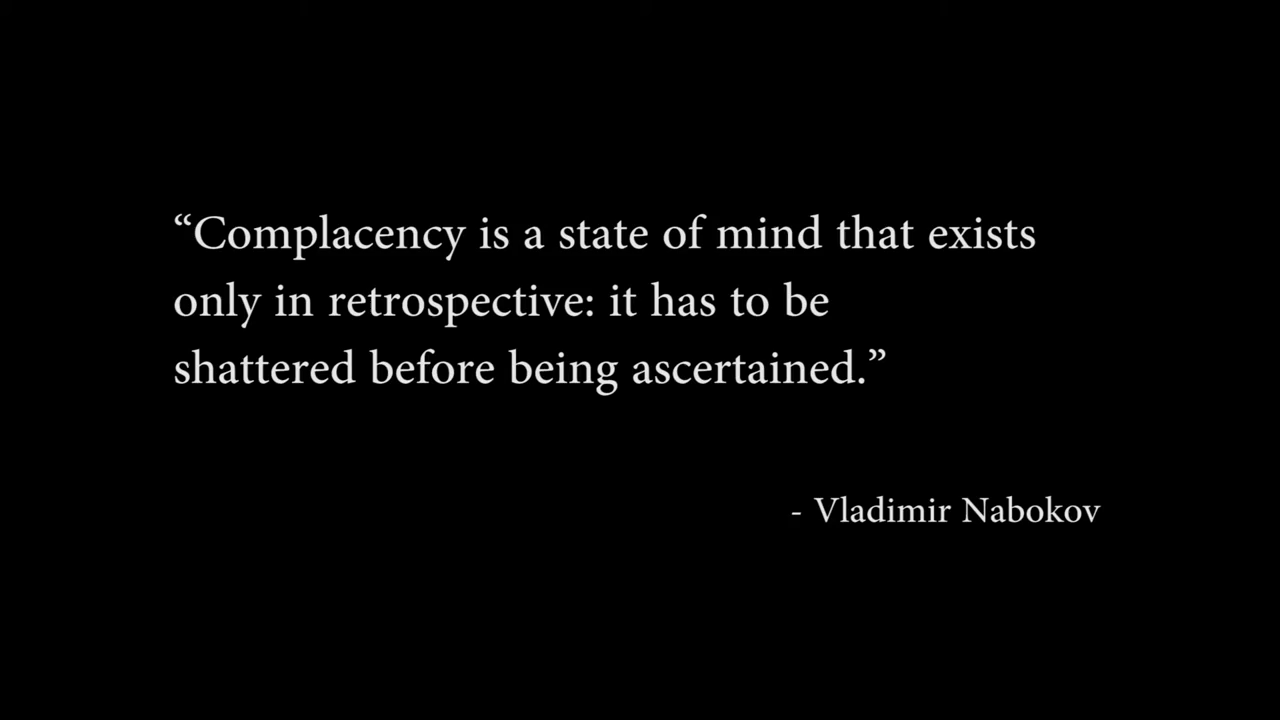 “Complacency is a state of mind that exists
only in retrospective: it has to be
shattered before being ascertained.”
- Vladimir Nabokov